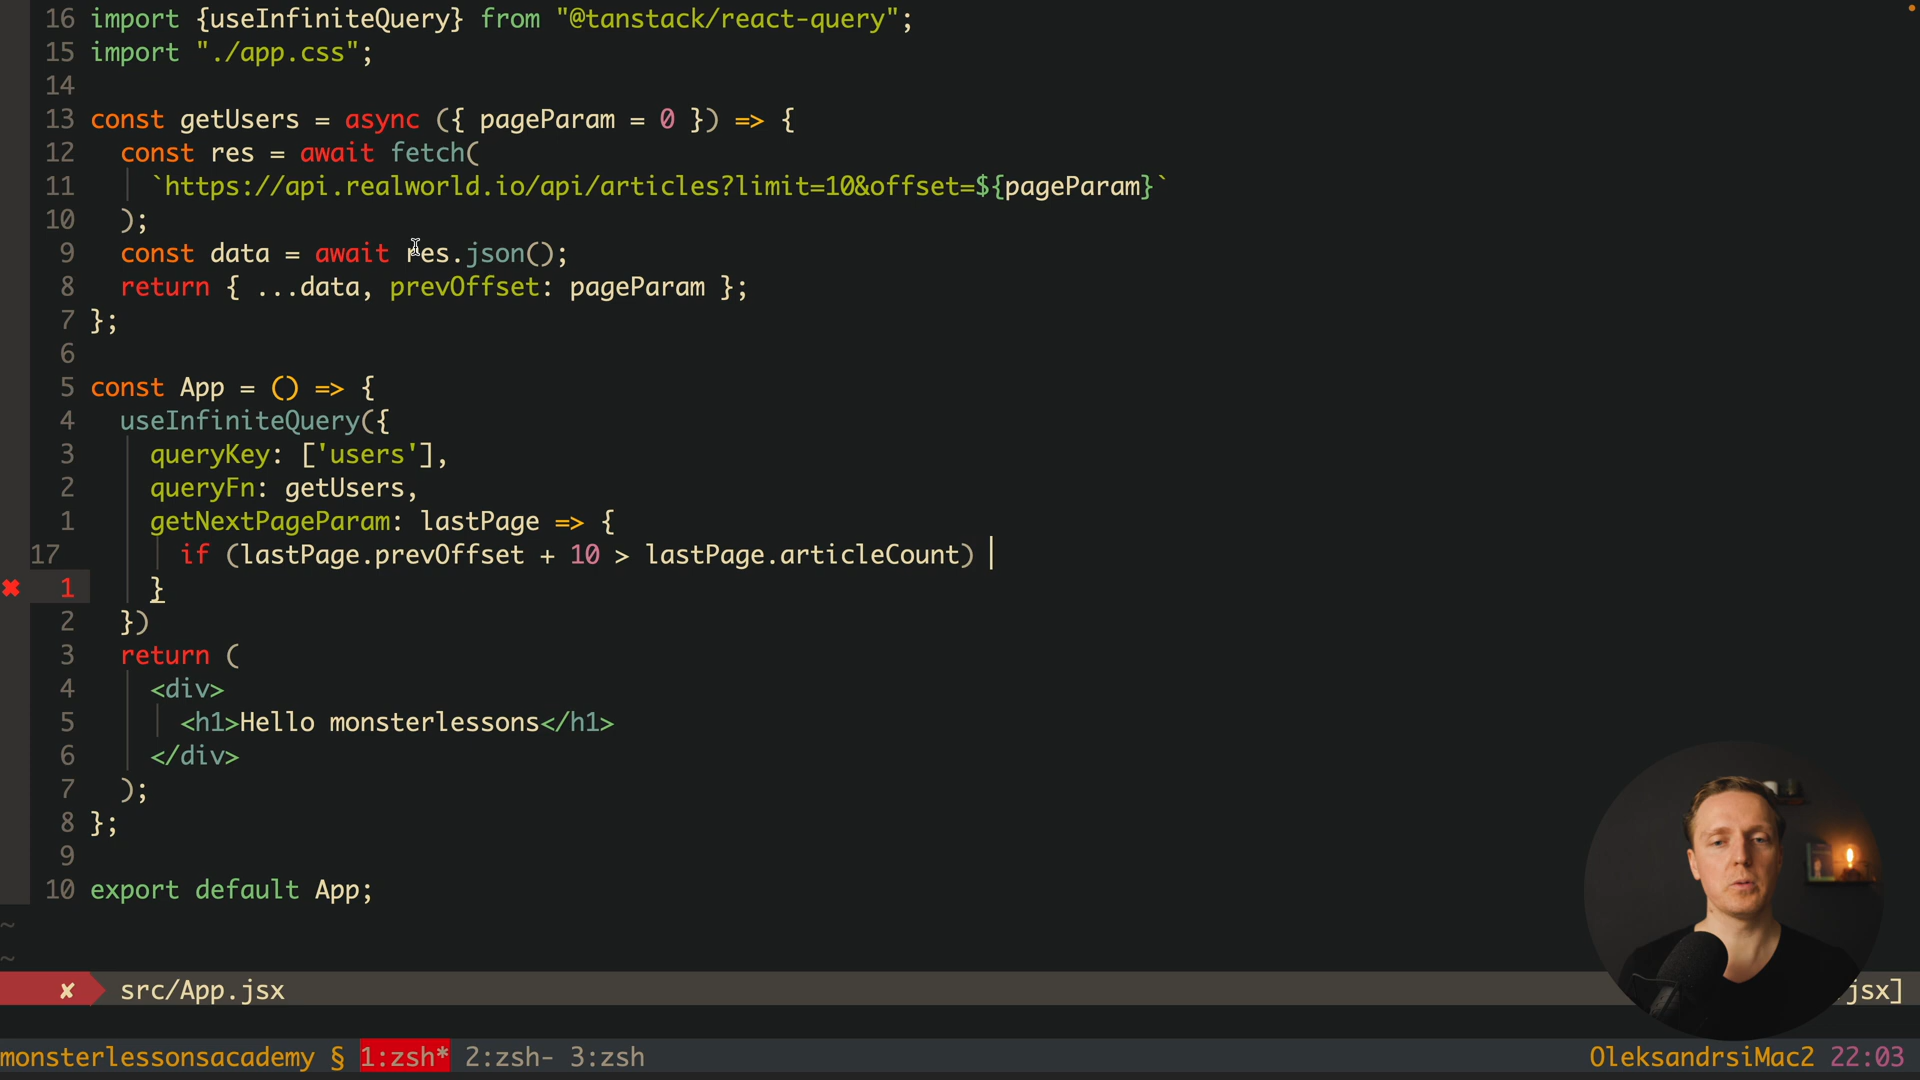 16 import {useInfiniteQuery} from "@tanstack/react-query";
15 import "./app.css";
14
13 const getUsers = async ({ pageParam = 0 }) => {
12 const res = await fetch(
11 `https://api.realworld.io/api/articles?limit=10&offset=${pageParam}`
10 );
9 const data = await res.json();
8 return { ...data, prevOffset: pageParam };
7 };
6
5 const App = () => {
4 useInfiniteQuery({
3 queryKey: ['users'],
2 queryFn: getUsers,
1 getNextPageParam: lastPage => {
17 if (lastPage.prevOffset + 10 > lastPage.articleCount)
✖ 1 }
2 })
3 return (
4 <div>
5 <h1>Hello monsterlessons</h1>
6 </div>
7 );
8 };
9
10 export default App;
~
~
✘ src/App.jsx jsx]
monsterlessonsacademy § 1:zsh* 2:zsh- 3:zsh OleksandrsiMac2 22:03